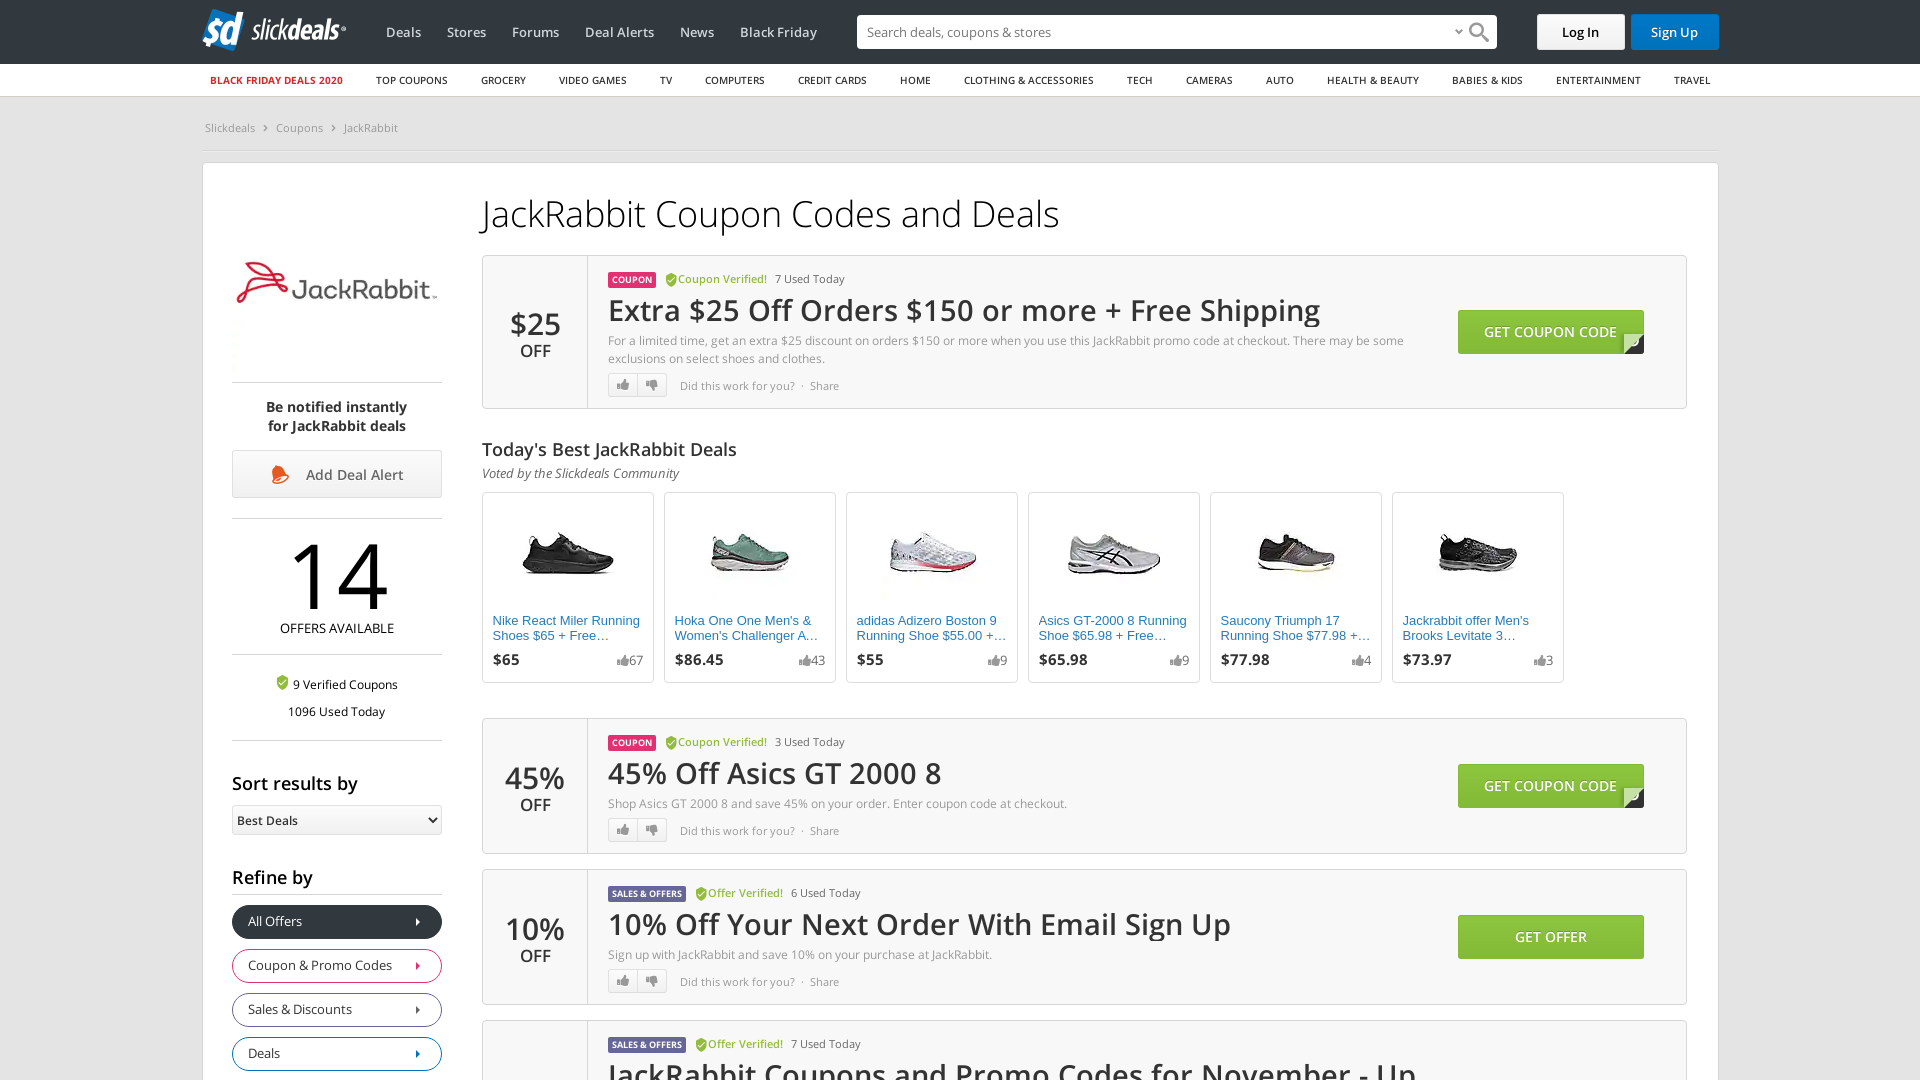 sd slickdeals
Deals Stores Forums Deal Alerts News Black Friday
Search deals, coupons & stores
Log In Sign Up
BLACK FRIDAY DEALS 2020 TOP COUPONS GROCERY VIDEO GAMES TV COMPUTERS CREDIT CARDS HOME CLOTHING & ACCESSORIES TECH CAMERAS AUTO HEALTH & BEAUTY BABIES & KIDS ENTERTAINMENT TRAVEL
Slickdeals > Coupons > JackRabbit
JackRabbit Coupon Codes and Deals
JackRabbit
Be notified instantly
for JackRabbit deals
Add Deal Alert
14
OFFERS AVAILABLE
9 Verified Coupons
1096 Used Today
Sort results by
Best Deals
Refine by
All Offers
Coupon & Promo Codes
Sales & Discounts
Deals
$25
OFF
COUPON Coupon Verified! 7 Used Today
Extra $25 Off Orders $150 or more + Free Shipping
For a limited time, get an extra $25 discount on orders $150 or more when you use this JackRabbit promo code at checkout. There may be some
exclusions on select shoes and clothes.
Did this work for you? · Share
GET COUPON CODE
Today's Best JackRabbit Deals
Voted by the Slickdeals Community
Nike React Miler Running
Shoes $65 + Free…
$65 67
Hoka One One Men's &
Women's Challenger A...
$86.45 43
adidas Adizero Boston 9
Running Shoe $55.00 +…
$55 9
Asics GT-2000 8 Running
Shoe $65.98 + Free…
$65.98 9
Saucony Triumph 17
Running Shoe $77.98 +…
$77.98 4
Jackrabbit offer Men's
Brooks Levitate 3…
$73.97 3
45%
OFF
COUPON Coupon Verified! 3 Used Today
45% Off Asics GT 2000 8
Shop Asics GT 2000 8 and save 45% on your order. Enter coupon code at checkout.
Did this work for you? · Share
GET COUPON CODE
10%
OFF
SALES & OFFERS Offer Verified! 6 Used Today
10% Off Your Next Order With Email Sign Up
Sign up with JackRabbit and save 10% on your purchase at JackRabbit.
Did this work for you? · Share
GET OFFER
SALES & OFFERS Offer Verified! 7 Used Today
JackRabbit Coupons and Promo Codes for November - Up